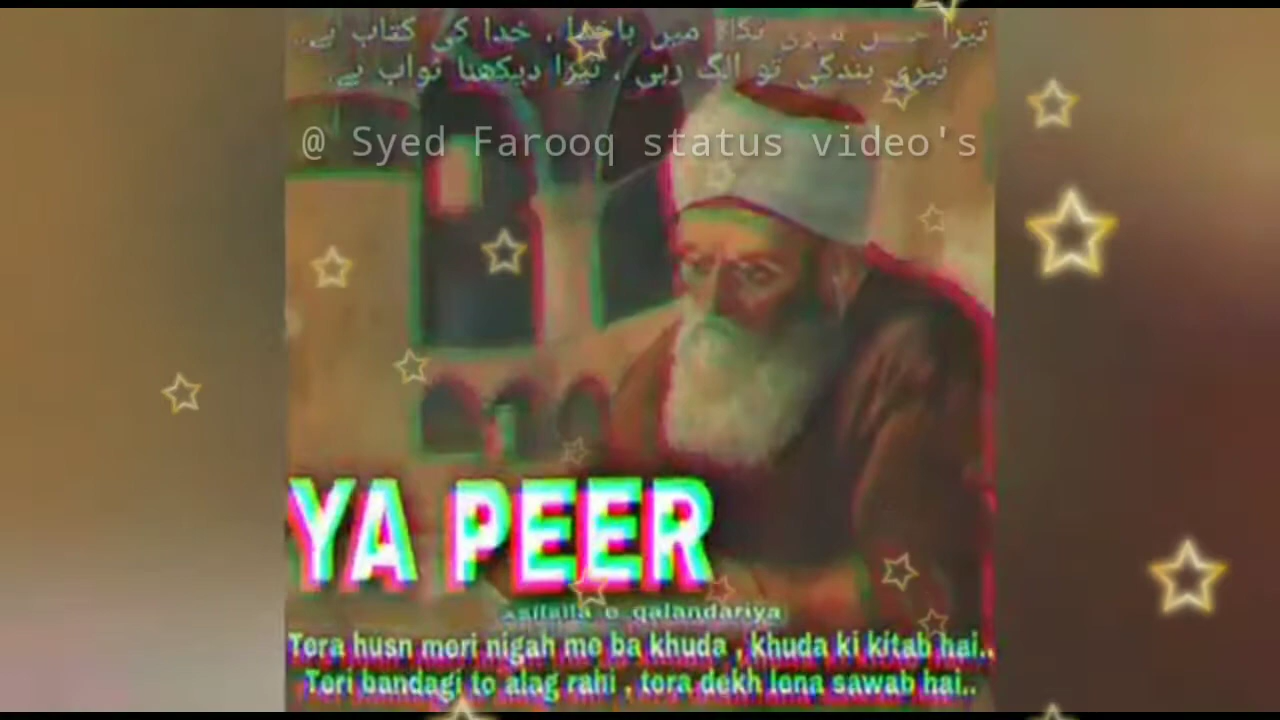 تیرا حسن میری نگاہ میں باخدا ، خدا کی کتاب ہے..
تیری بندگی تو الگ رہی ، تیرا دیکھنا ثواب ہے..
@ Syed Farooq status video's
YA PEER
silsila e qalandariya
Tera husn meri nigah me ba khuda , khuda ki kitab hai..
Teri bandagi to alag rahi , tera dekh lena sawab hai..